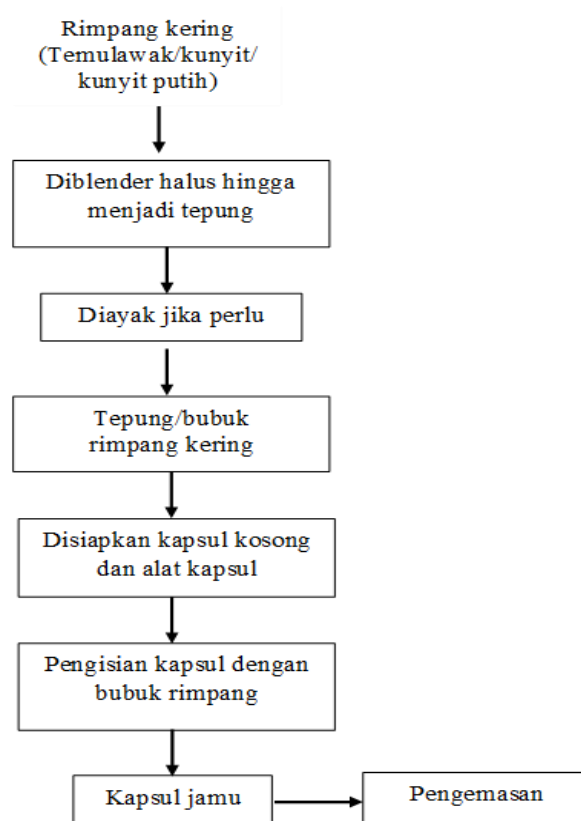 Rimpang kering
(Temulawak/kunyit/
kunyit putih)
Diblender halus hingga
menjadi tepung
Diayak jika perlu
Tepung/bubuk
rimpang kering
Disiapkan kapsul kosong
dan alat kapsul
Pengisian kapsul dengan
bubuk rimpang
Kapsul jamu
Pengemasan